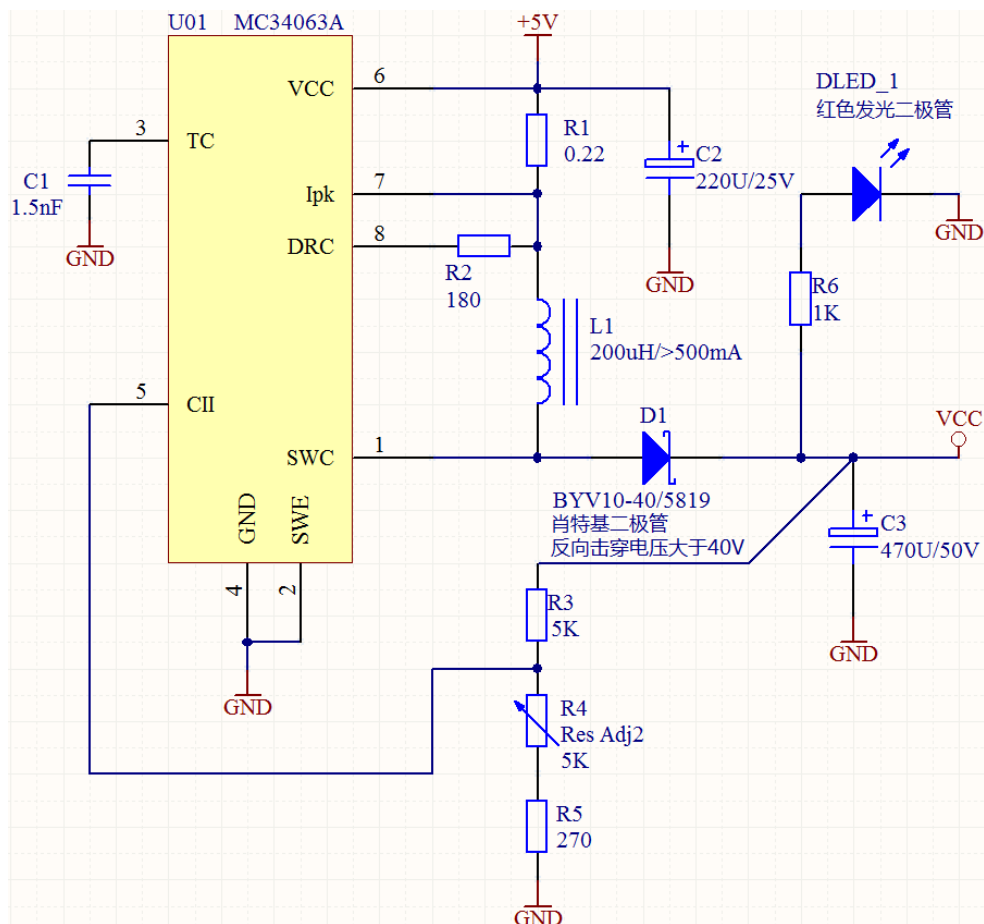 U01 MC34063A
+5V
VCC
6
DLED_1
红色发光二极管
3
TC
R1
0.22
C2
220U/25V
C1
1.5nF
Ipk
7
GND
GND
DRC
8
R2
180
GND
R6
1K
L1
200uH/>500mA
5
CII
D1
VCC
SWC
1
BYV10-40/5819
肖特基二极管
反向击穿电压大于40V
GND
SWE
C3
470U/50V
4
2
R3
5K
GND
GND
R4
Res Adj2
5K
R5
270
GND